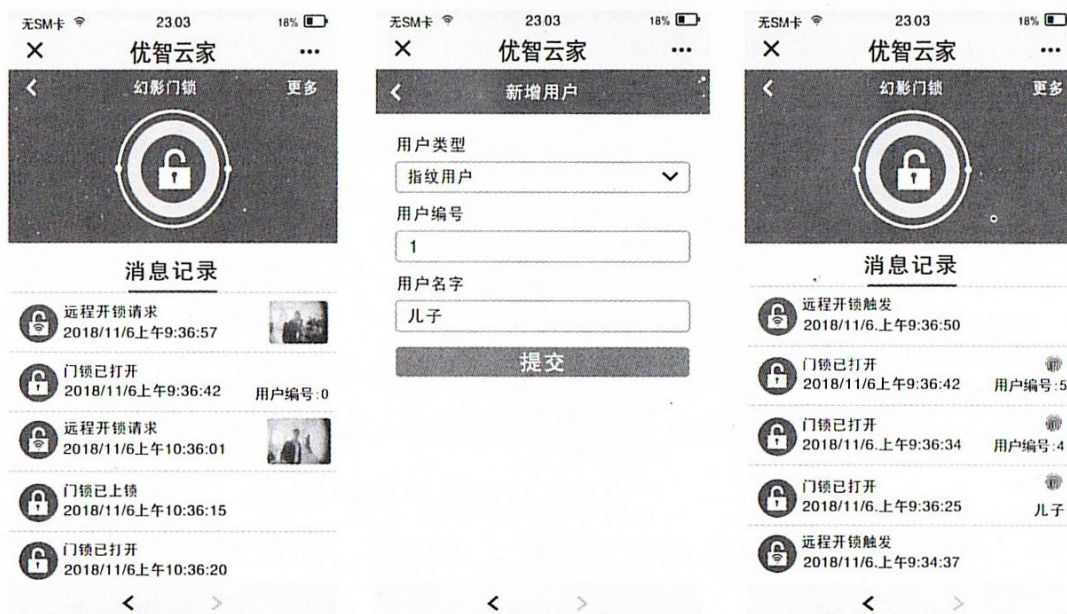 无SM卡 23:03 18%
优智云家
幻影门锁 更多
消息记录
远程开锁请求
2018/11/6上午9:36:57
门锁已打开
2018/11/6上午9:36:42 用户编号:0
远程开锁请求
2018/11/6上午10:36:01
门锁已上锁
2018/11/6上午10:36:15
门锁已打开
2018/11/6上午10:36:20
无SM卡 23:03 18%
优智云家
新增用户
用户类型
指纹用户
用户编号
1
用户名字
儿子
提交
无SM卡 23:03 18%
优智云家
幻影门锁 更多
消息记录
远程开锁触发
2018/11/6.上午9:36:50
门锁已打开
2018/11/6.上午9:36:42 用户编号:5
门锁已打开
2018/11/6.上午9:36:34 用户编号:4
门锁已打开
2018/11/6.上午9:36:25 儿子
远程开锁触发
2018/11/6.上午9:34:37